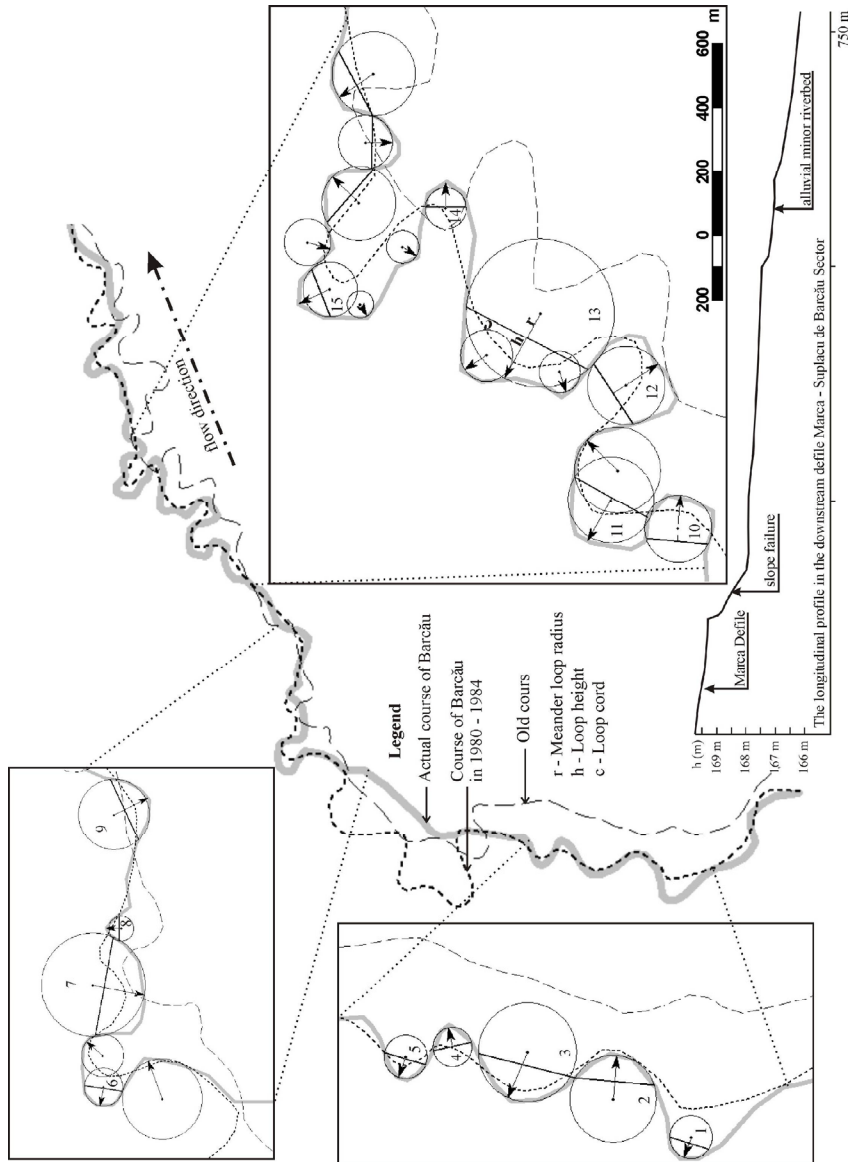 flow direction
6
7
8
9
5
4
3
2
1
10
11
12
13
14
15
c
h
r
200 0 200 400 600 m
Legend
Actual course of Barcău
Course of Barcău
in 1980 - 1984
Old cours
r - Meander loop radius
h - Loop height
c - Loop cord
h (m)
169 m
168 m
167 m
166 m
Marca Defile
slope failure
alluvial minor riverbed
750 m
The longitudinal profile in the downstream defile Marca - Suplacu de Barcău Sector